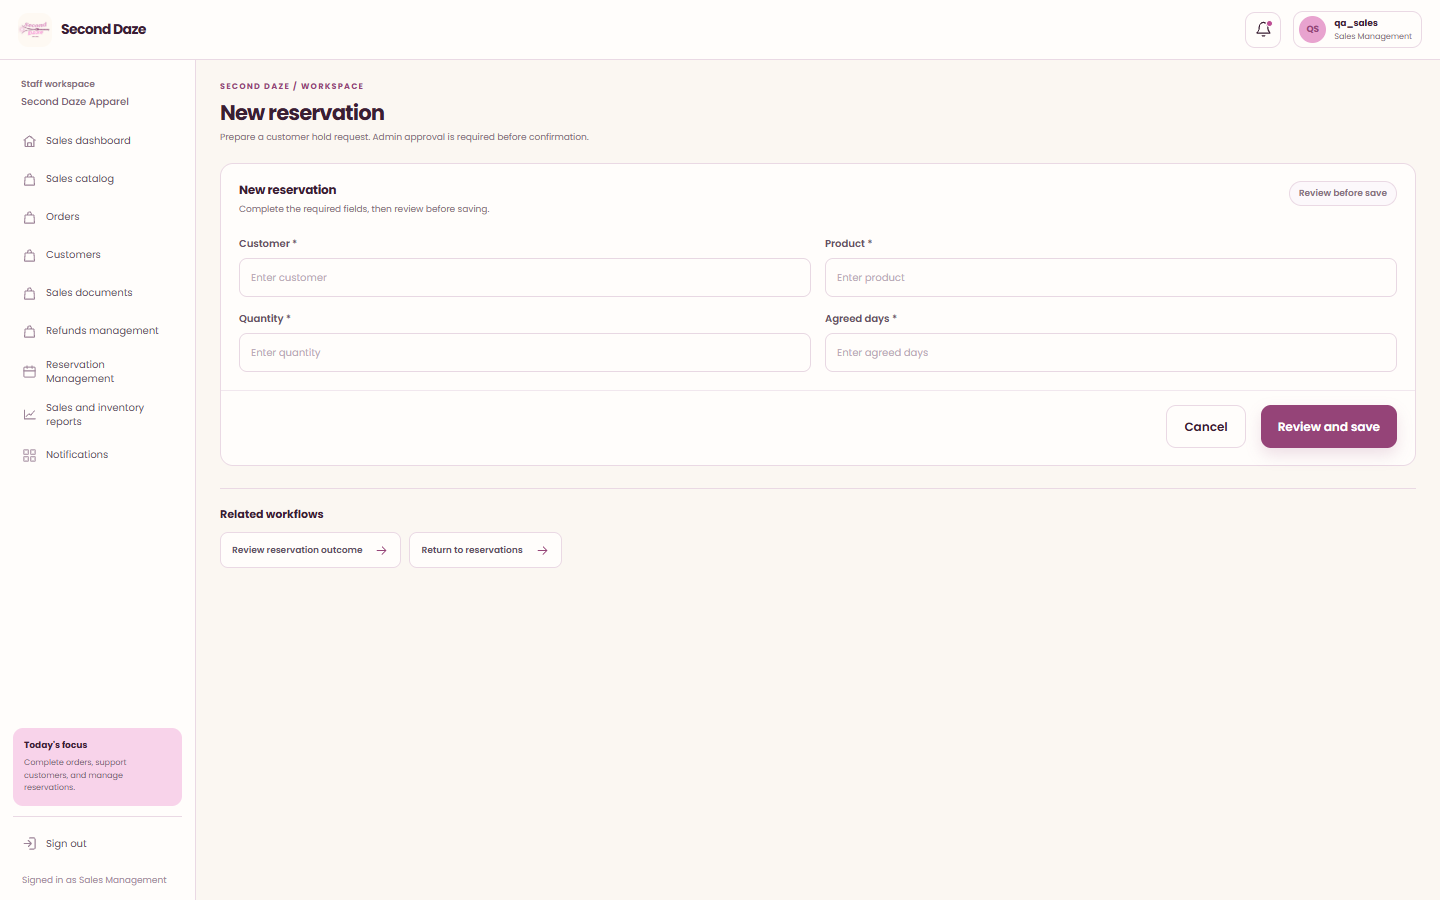 Second Daze
qa_sales
QS
Sales Management
Staff workspace
Second Daze Apparel
Sales dashboard
Sales catalog
Orders
Customers
Sales documents
Refunds management
Reservation
Management
Sales and inventory
reports
Notifications
Today's focus
Complete orders, support
customers, and manage
reservations.
Sign out
Signed in as Sales Management
SECOND DAZE / WORKSPACE
New reservation
Prepare a customer hold request. Admin approval is required before confirmation.
New reservation
Review before save
Complete the required fields, then review before saving.
Customer *
Product *
Enter customer
Enter product
Quantity *
Agreed days *
Enter quantity
Enter agreed days
Cancel
Review and save
Related workflows
Review reservation outcome
Return to reservations